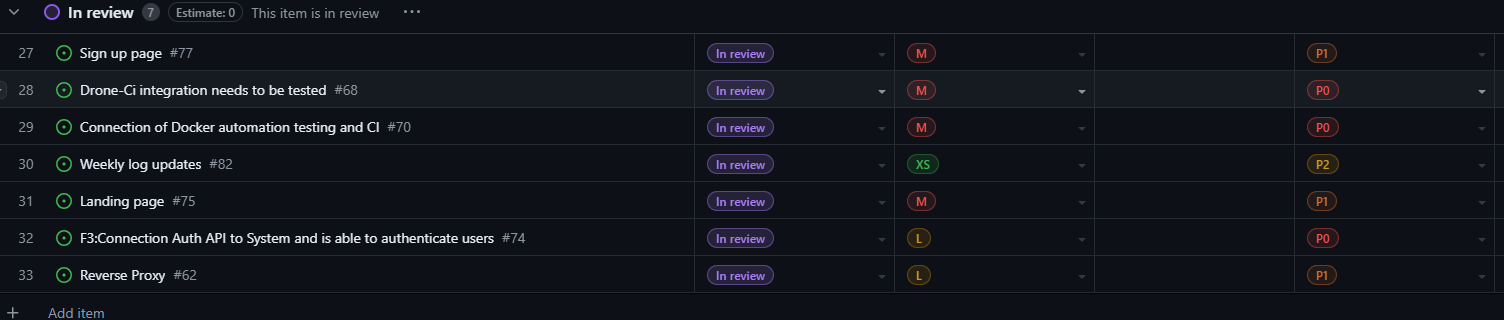 In review 7 Estimate: 0 This item is in review ...
27 Sign up page #77 In review M P1
28 Drone-Ci integration needs to be tested #68 In review M P0
29 Connection of Docker automation testing and CI #70 In review M P0
30 Weekly log updates #82 In review XS P2
31 Landing page #75 In review M P1
32 F3:Connection Auth API to System and is able to authenticate users #74 In review L P0
33 Reverse Proxy #62 In review L P1
+ Add item